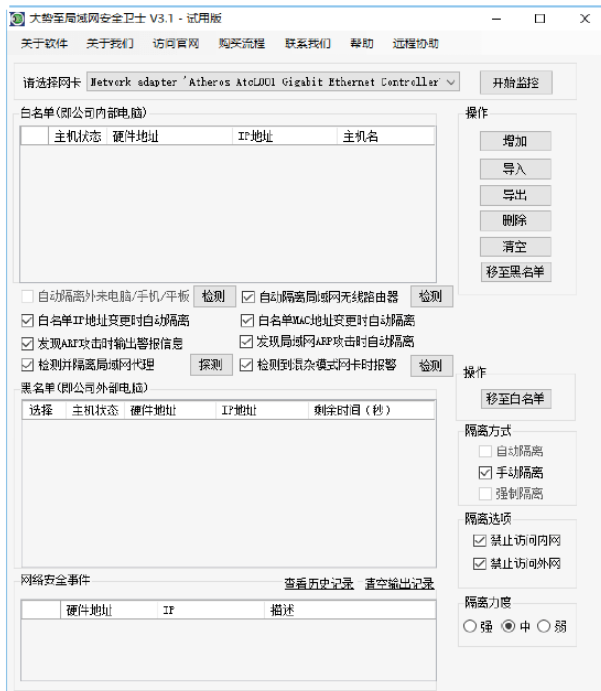 大势至局域网安全卫士 V3.1 - 试用版
关于软件 关于我们 访问官网 购买流程 联系我们 帮助 远程协助
请选择网卡 Network adapter 'Atheros AtcL001 Gigabit Ethernet Controller' 开始监控
白名单(即公司内部电脑)
主机状态 硬件地址 IP地址 主机名
操作
增加
导入
导出
删除
清空
移至黑名单
自动隔离外来电脑/手机/平板 检测 自动隔离局域网无线路由器 检测
白名单IP地址变更时自动隔离 白名单MAC地址变更时自动隔离
发现ARP攻击时输出警报信息 发现局域网ARP攻击时自动隔离
检测并隔离局域网代理 探测 检测到混杂模式网卡时报警 检测
黑名单(即公司外部电脑)
选择 主机状态 硬件地址 IP地址 剩余时间(秒)
操作
移至白名单
隔离方式
自动隔离
手动隔离
强制隔离
隔离选项
禁止访问内网
禁止访问外网
网络安全事件 查看历史记录 清空输出记录
硬件地址 IP 描述
隔离力度
强 中 弱